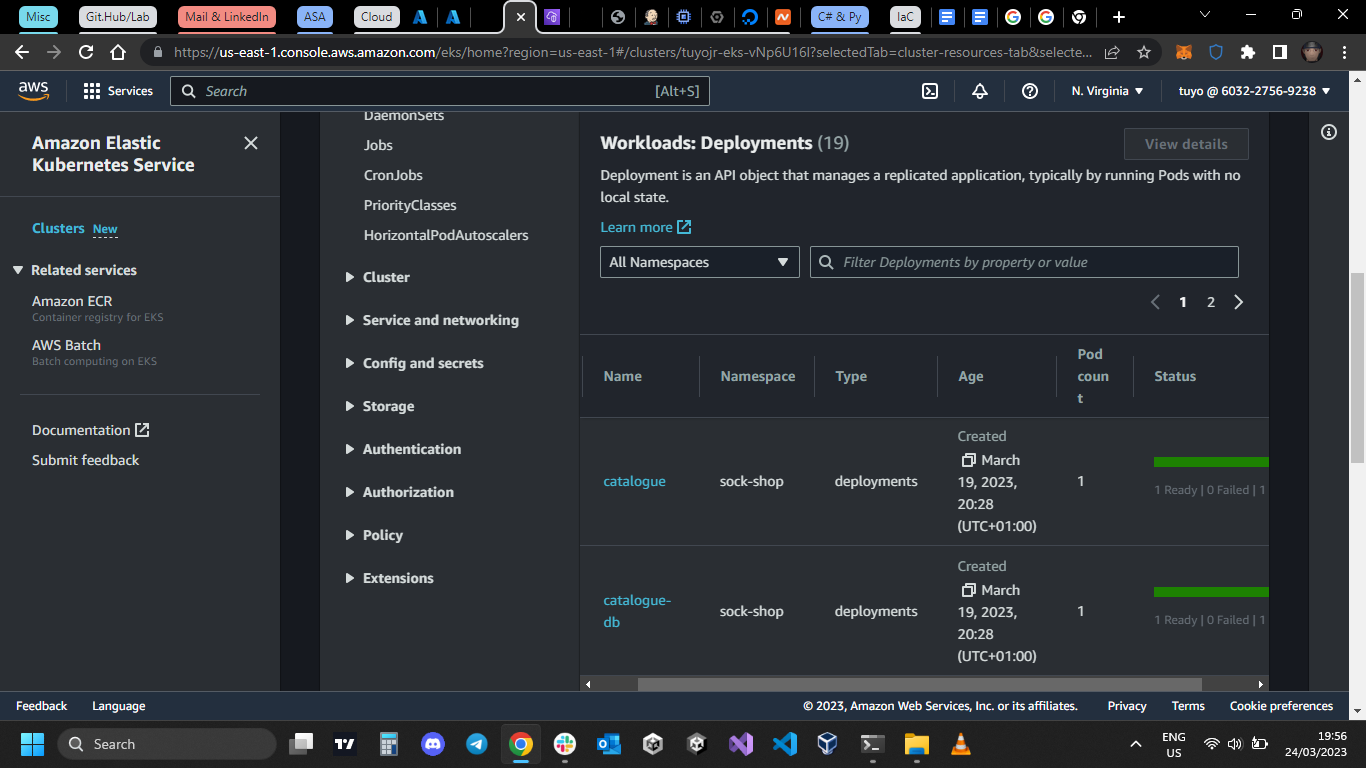 Misc
Git.Hub/Lab
Mail & LinkedIn
ASA
Cloud
C# & Py
IaC
https://us-east-1.console.aws.amazon.com/eks/home?region=us-east-1#/clusters/tuyojr-eks-vNp6U16I?selectedTab=cluster-resources-tab&selecte...
aws
Services
Search
[Alt+S]
N. Virginia
tuyo @ 6032-2756-9238
Amazon Elastic
Kubernetes Service
Clusters New
Related services
Amazon ECR
Container registry for EKS
AWS Batch
Batch computing on EKS
Documentation
Submit feedback
DaemonSets
Jobs
CronJobs
PriorityClasses
HorizontalPodAutoscalers
Cluster
Service and networking
Config and secrets
Storage
Authentication
Authorization
Policy
Extensions
Workloads: Deployments (19)
View details
Deployment is an API object that manages a replicated application, typically by running Pods with no
local state.
Learn more
All Namespaces
Filter Deployments by property or value
1
2
Name
Namespace
Type
Age
Pod
coun
t
Status
catalogue
sock-shop
deployments
Created
March
19, 2023,
20:28
(UTC+01:00)
1
1 Ready | 0 Failed | 1
catalogue-
db
sock-shop
deployments
Created
March
19, 2023,
20:28
(UTC+01:00)
1
1 Ready | 0 Failed | 1
Feedback
Language
© 2023, Amazon Web Services, Inc. or its affiliates.
Privacy
Terms
Cookie preferences
Search
ENG
US
19:56
24/03/2023